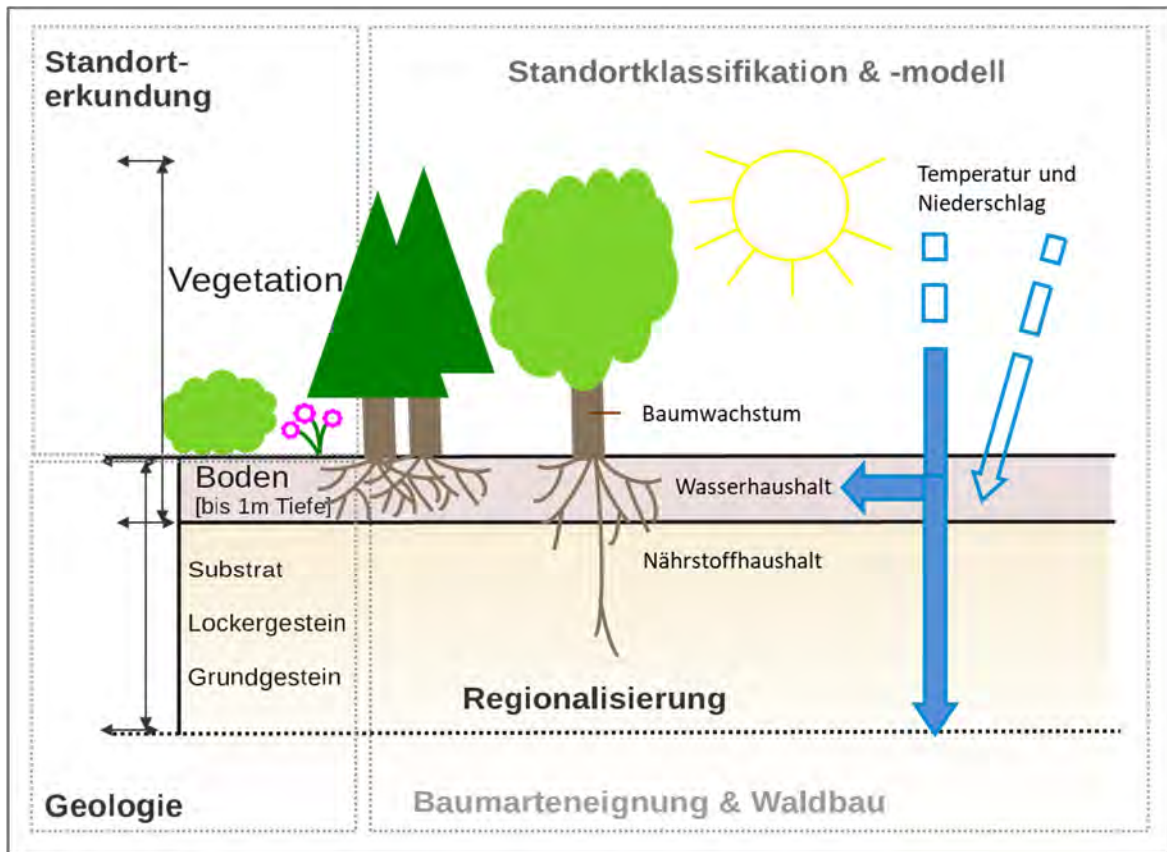 Standort-
erkundung
Standortklassifikation & -modell
Temperatur und
Niederschlag
Vegetation
Baumwachstum
Boden
[bis 1m Tiefe]
Wasserhaushalt
Nährstoffhaushalt
Substrat
Lockergestein
Grundgestein
Regionalisierung
Geologie
Baumarteneignung & Waldbau